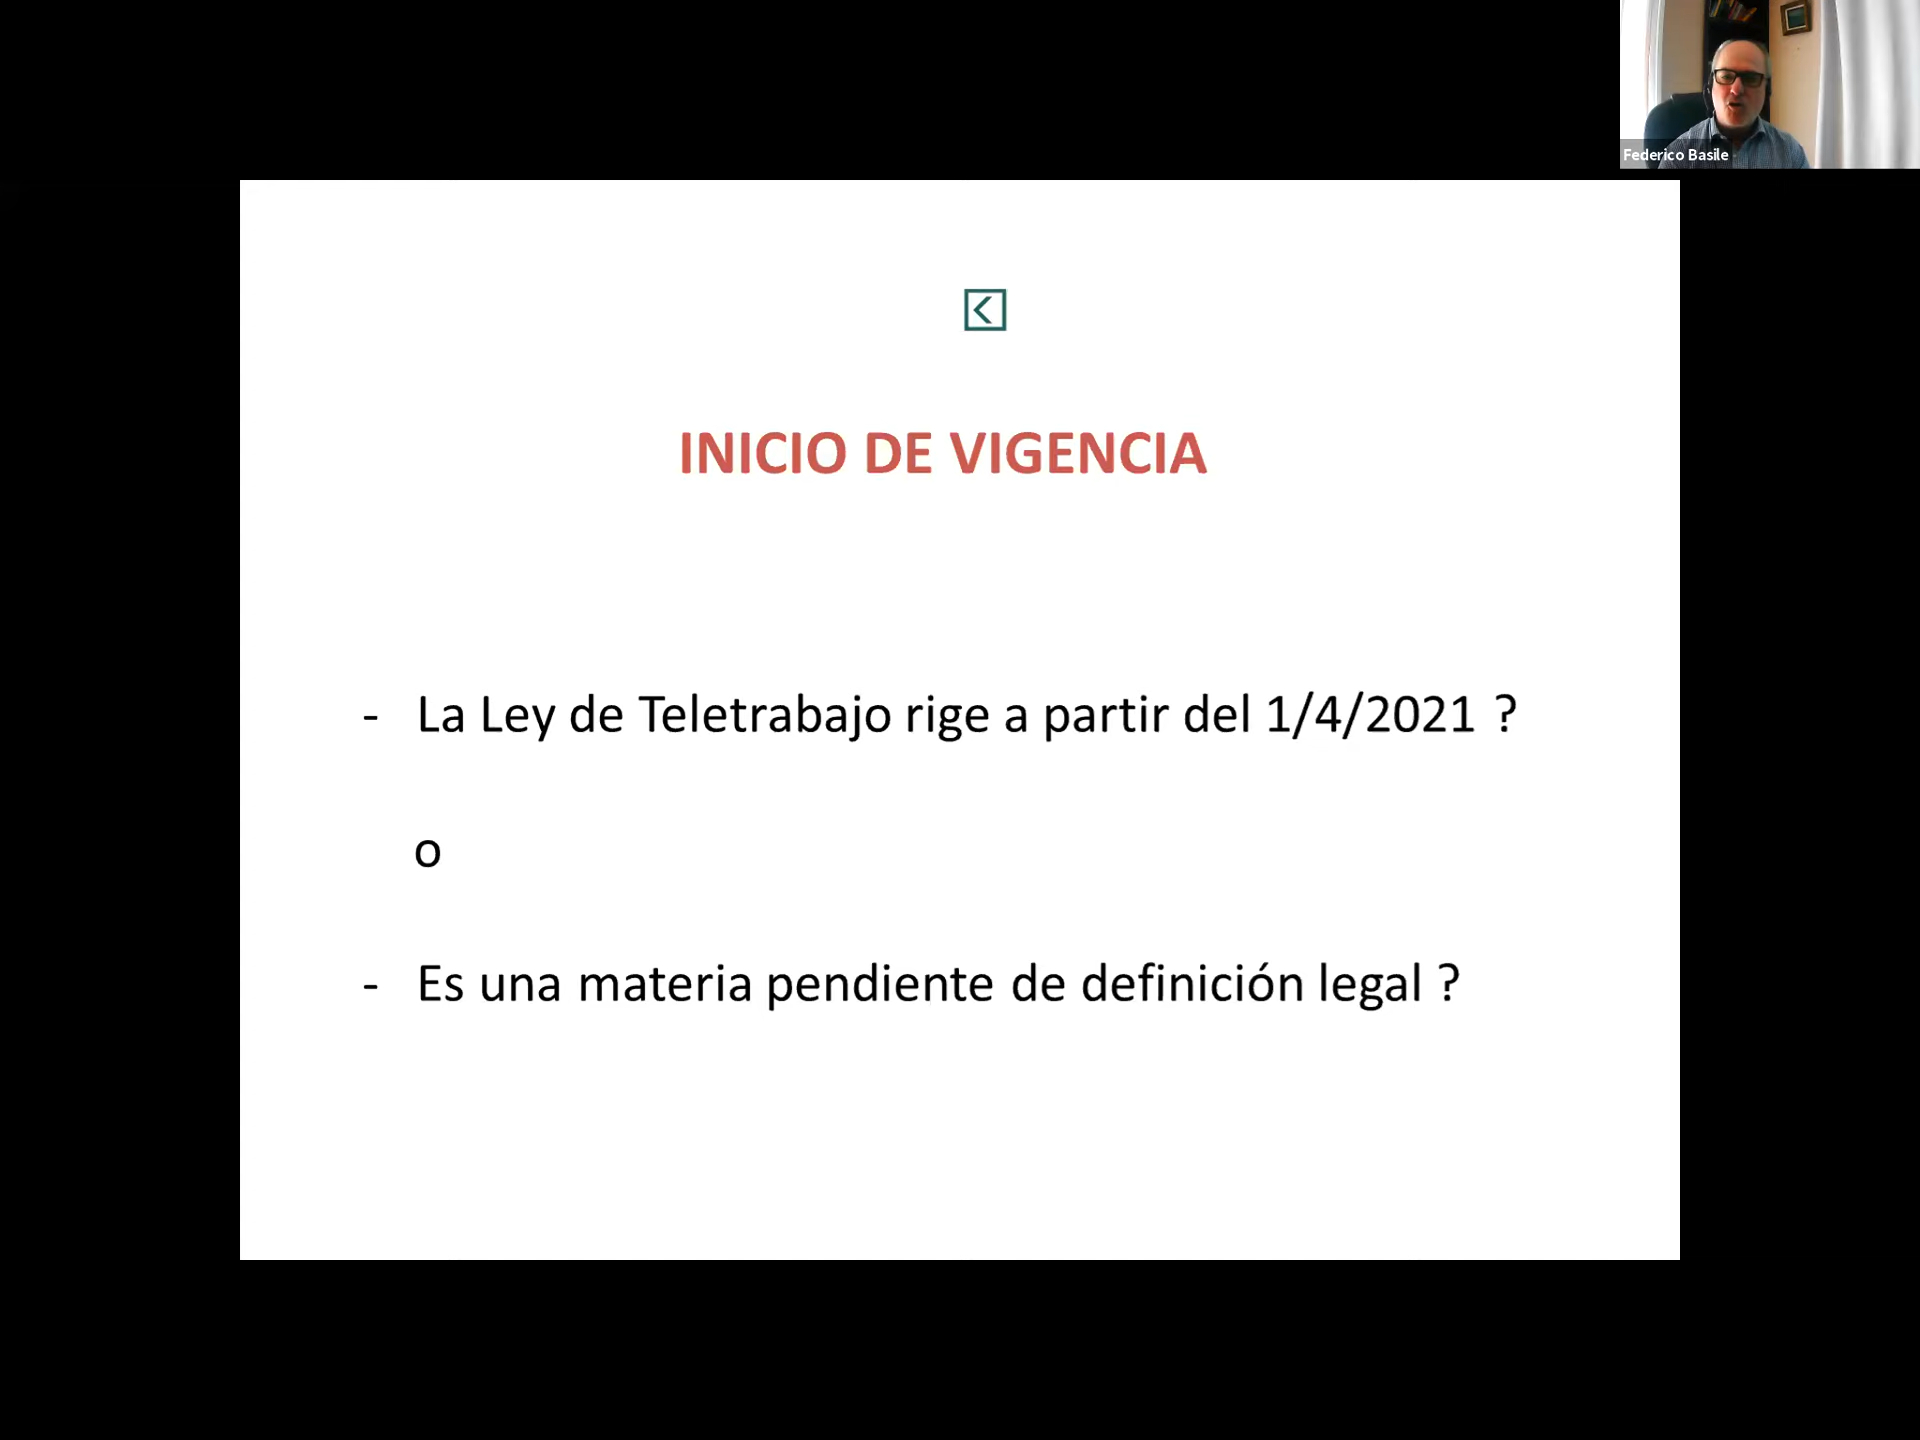 Federico Basile
INICIO DE VIGENCIA
- La Ley de Teletrabajo rige a partir del 1/4/2021 ?
o
- Es una materia pendiente de definición legal ?